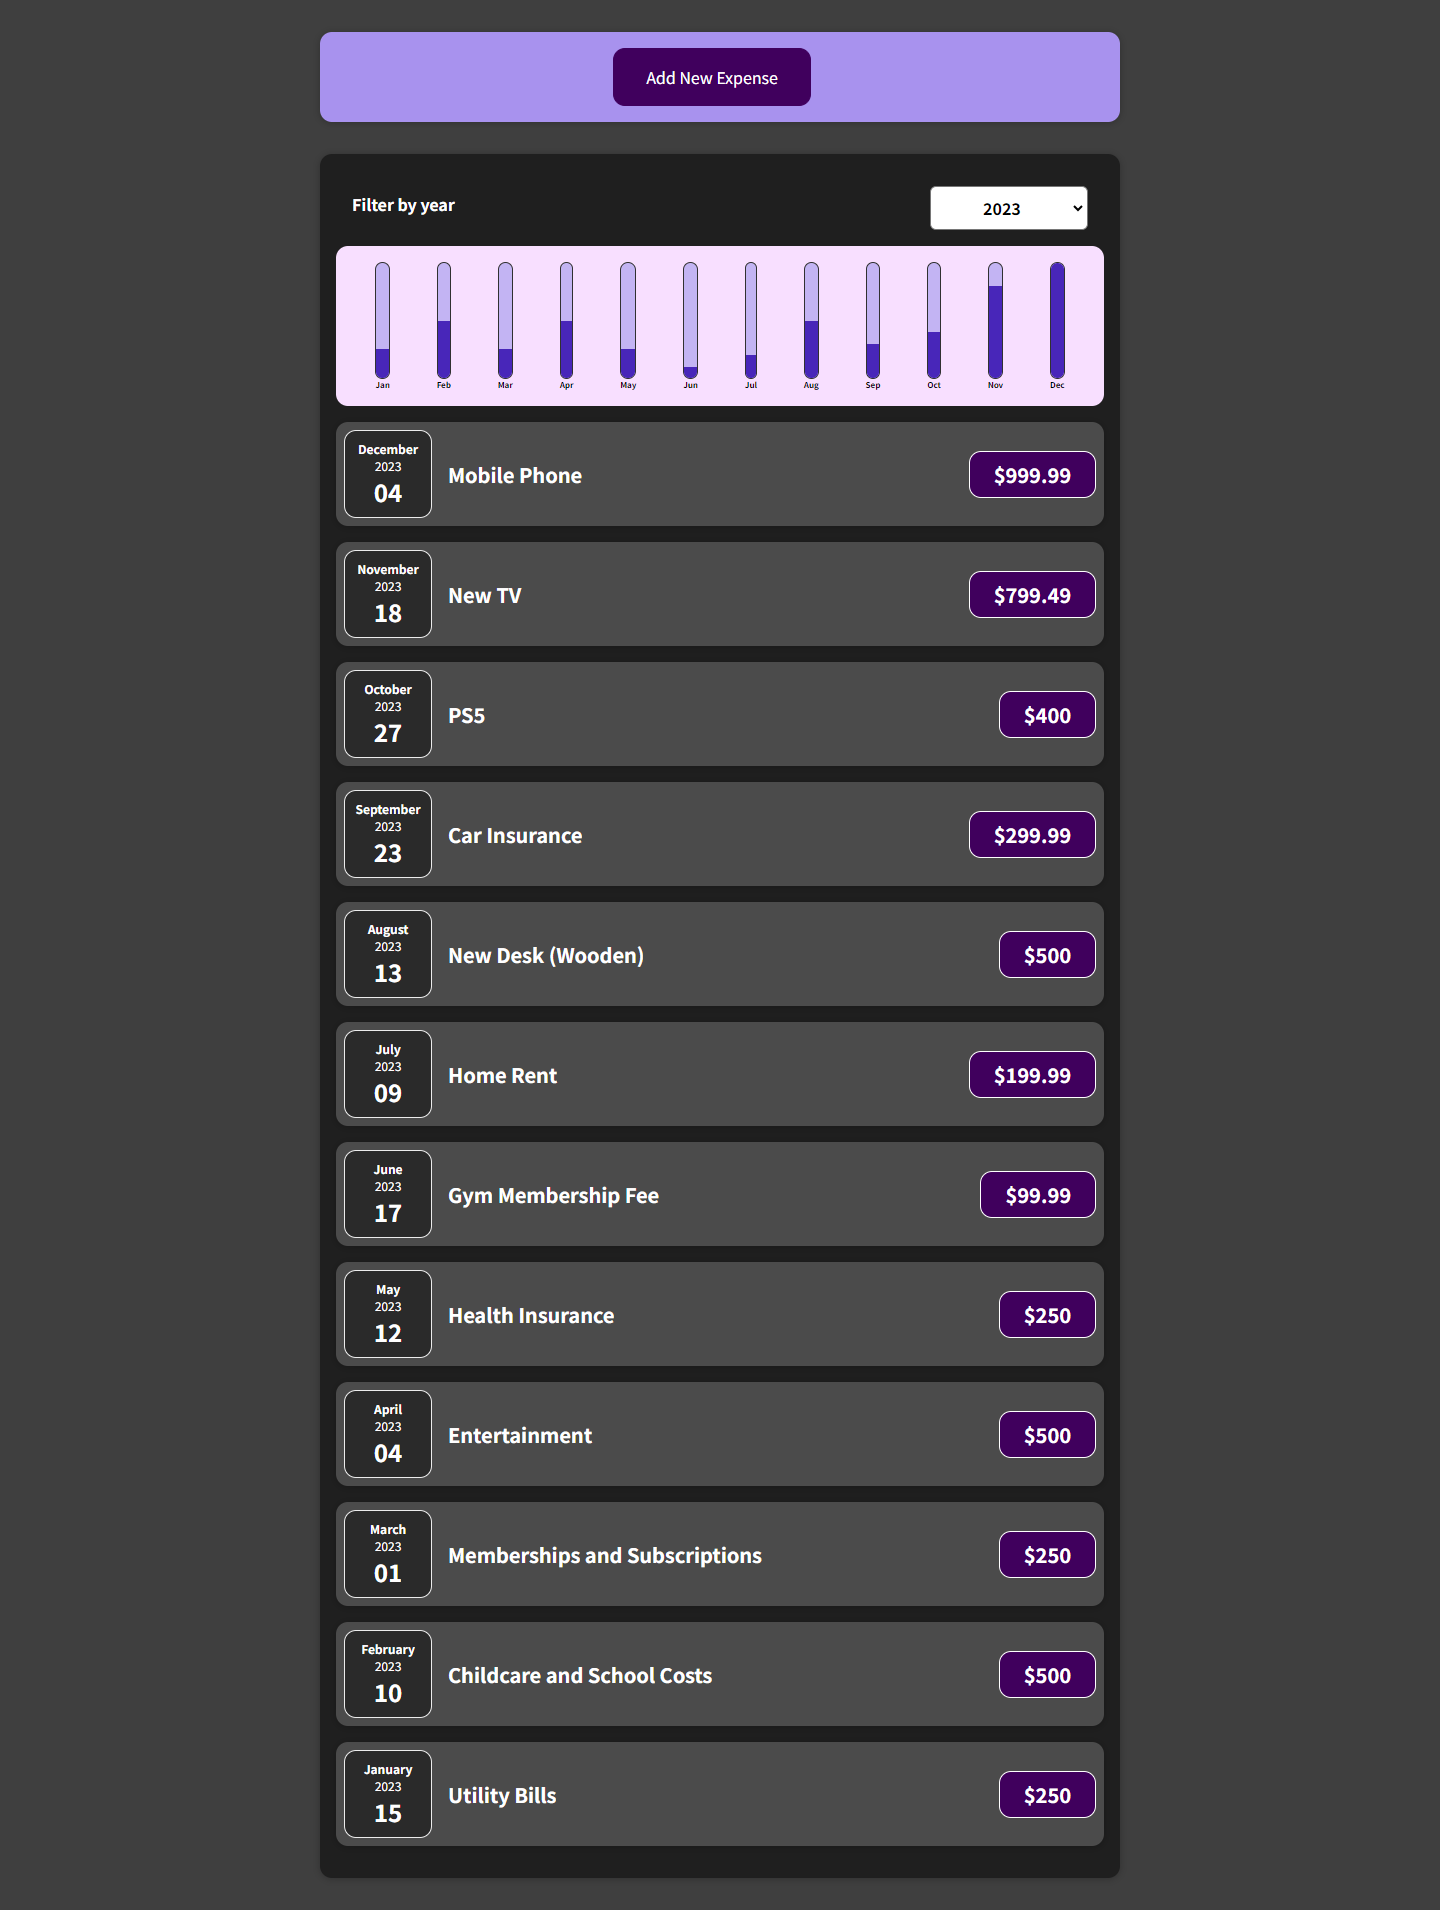 Add New Expense
Filter by year
2023
Jan Feb Mar Apr May Jun Jul Aug Sep Oct Nov Dec
December
2023
04
Mobile Phone
$999.99
November
2023
18
New TV
$799.49
October
2023
27
PS5
$400
September
2023
23
Car Insurance
$299.99
August
2023
13
New Desk (Wooden)
$500
July
2023
09
Home Rent
$199.99
June
2023
17
Gym Membership Fee
$99.99
May
2023
12
Health Insurance
$250
April
2023
04
Entertainment
$500
March
2023
01
Memberships and Subscriptions
$250
February
2023
10
Childcare and School Costs
$500
January
2023
15
Utility Bills
$250